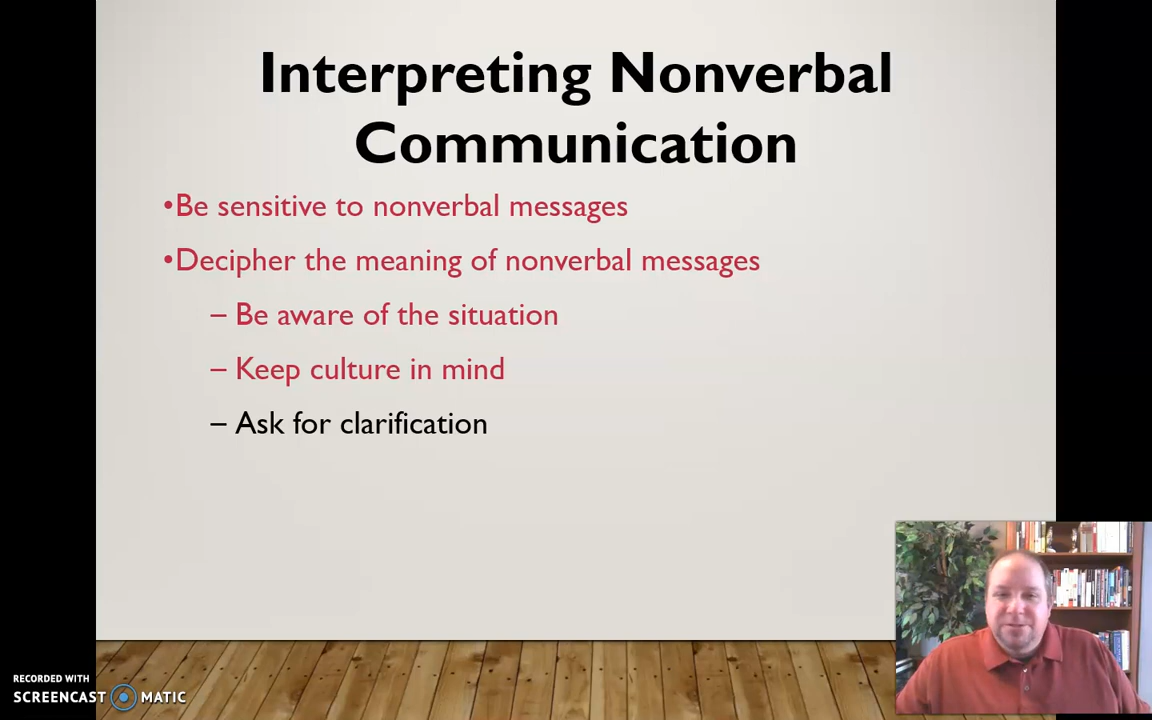 Interpreting Nonverbal
Communication
•Be sensitive to nonverbal messages
•Decipher the meaning of nonverbal messages
– Be aware of the situation
– Keep culture in mind
– Ask for clarification
RECORDED WITH
SCREENCAST MATIC